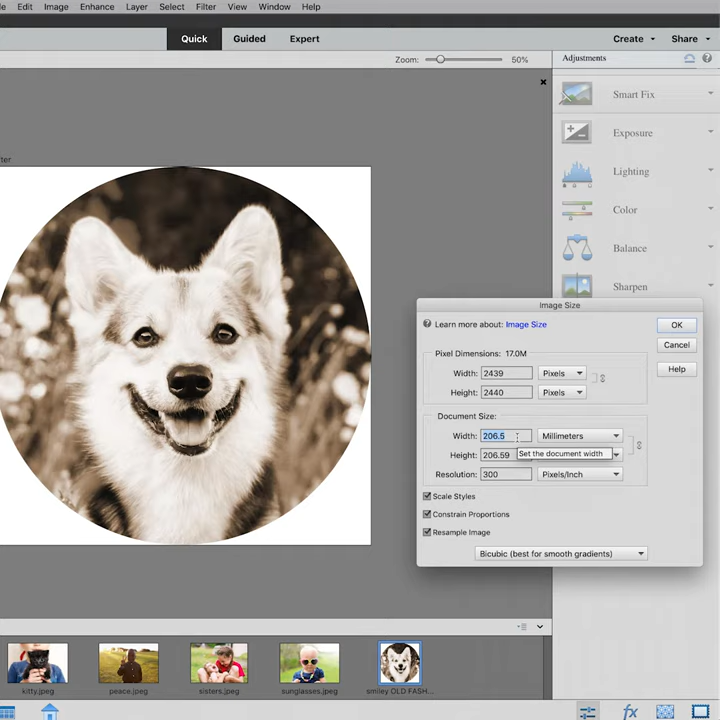 Edit Image Enhance Layer Select Filter View Window Help
Quick Guided Expert Create Share
Zoom: 50% Adjustments
Smart Fix
Exposure
Lighting
Color
Balance
Sharpen
Image Size
Learn more about: Image Size OK
Cancel
Pixel Dimensions: 17.0M
Width: 2439 Pixels Help
Height: 2440 Pixels
Document Size:
Width: 206.5 Millimeters
Height: 206.59 Set the document width
Resolution: 300 Pixels/Inch
Scale Styles
Constrain Proportions
Resample Image
Bicubic (best for smooth gradients)
kitty.jpeg peace.jpeg sisters.jpeg sunglasses.jpeg smiley OLD FASH...
fx